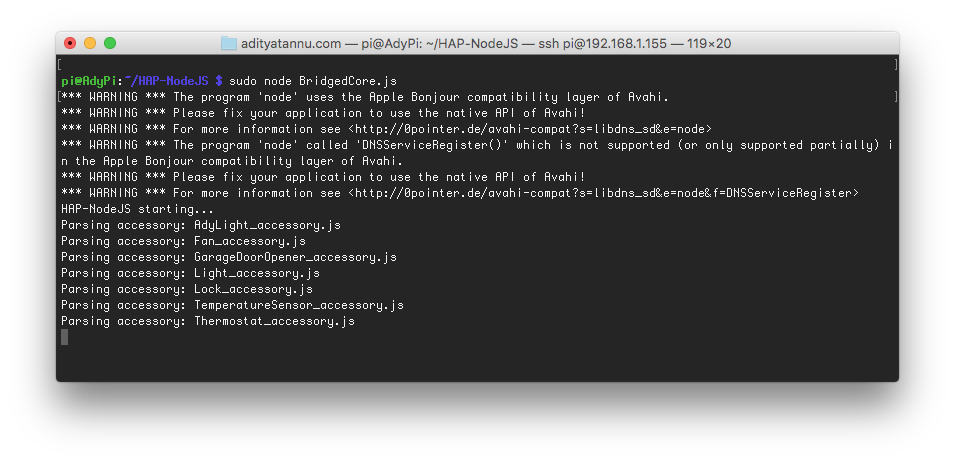 adityatannu.com — pi@AdyPi: ~/HAP-NodeJS — ssh pi@192.168.1.155 — 119×20
[ ]
pi@AdyPi:~/HAP-NodeJS $ sudo node BridgedCore.js
[*** WARNING *** The program 'node' uses the Apple Bonjour compatibility layer of Avahi. ]
*** WARNING *** Please fix your application to use the native API of Avahi!
*** WARNING *** For more information see <http://0pointer.de/avahi-compat?s=libdns_sd&e=node>
*** WARNING *** The program 'node' called 'DNSServiceRegister()' which is not supported (or only supported partially) i
n the Apple Bonjour compatibility layer of Avahi.
*** WARNING *** Please fix your application to use the native API of Avahi!
*** WARNING *** For more information see <http://0pointer.de/avahi-compat?s=libdns_sd&e=node&f=DNSServiceRegister>
HAP-NodeJS starting...
Parsing accessory: AdyLight_accessory.js
Parsing accessory: Fan_accessory.js
Parsing accessory: GarageDoorOpener_accessory.js
Parsing accessory: Light_accessory.js
Parsing accessory: Lock_accessory.js
Parsing accessory: TemperatureSensor_accessory.js
Parsing accessory: Thermostat_accessory.js